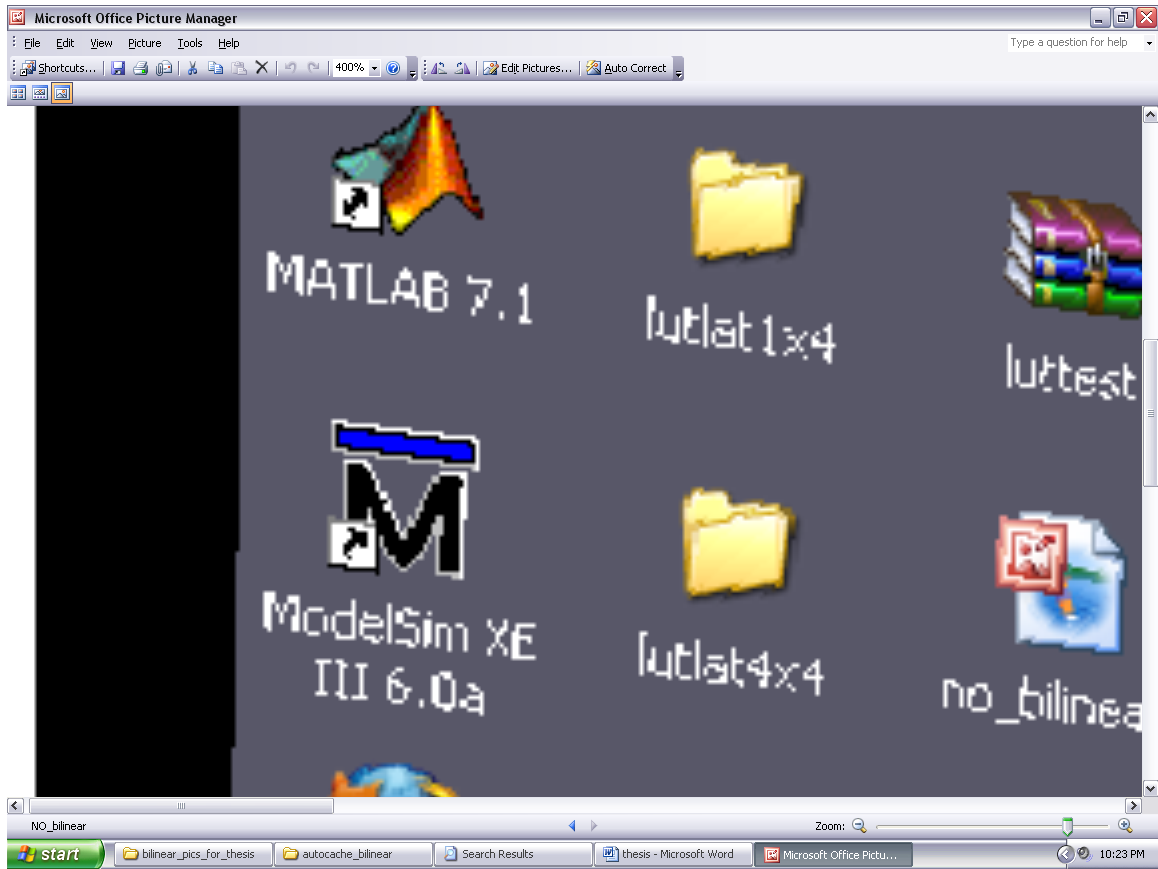 Microsoft Office Picture Manager
File Edit View Picture Tools Help
Type a question for help
Shortcuts... 400% Edit Pictures... Auto Correct
MATLAB 7.1
lutlat1x4
luttest
ModelSim XE
III 6.0a
lutlat4x4
no_bilinea
NO_bilinear
Zoom:
start bilinear_pics_for_thesis autocache_bilinear Search Results thesis - Microsoft Word Microsoft Office Pictu... 10:23 PM